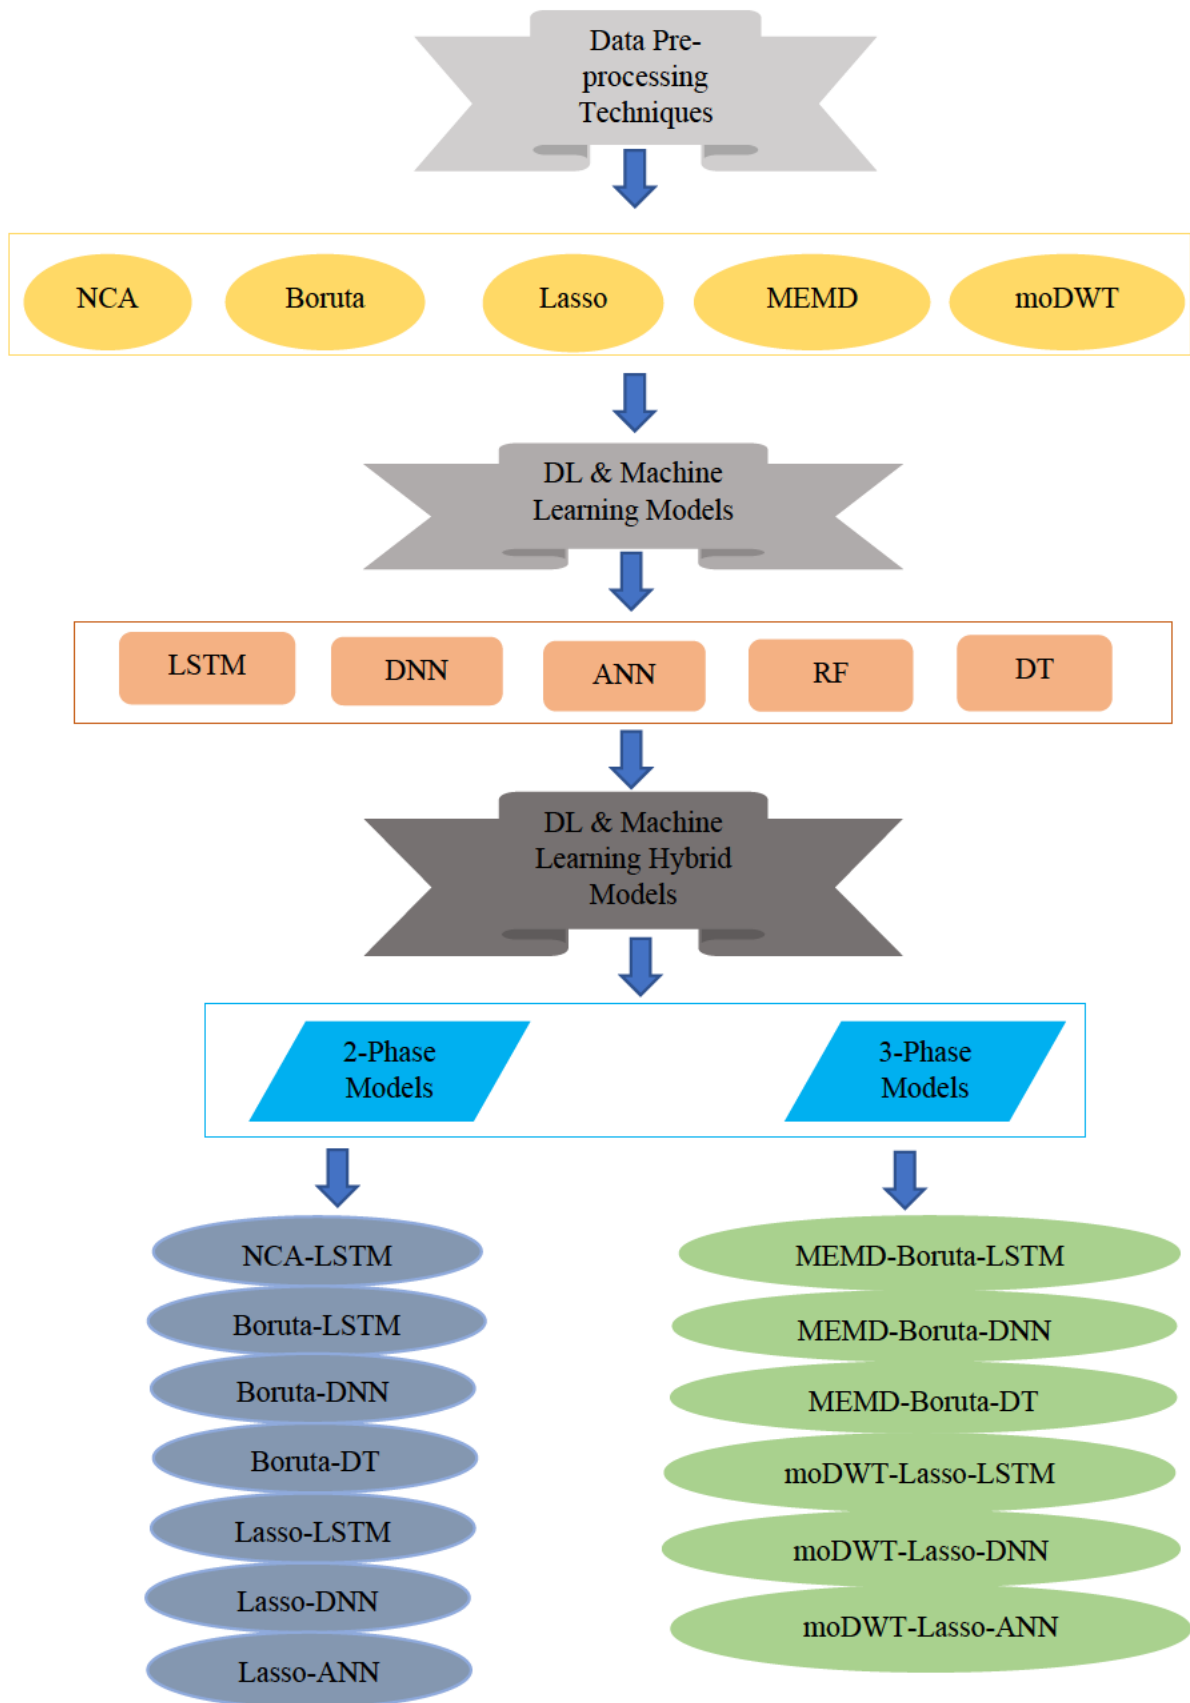 Data Pre-
processing
Techniques
NCA
Boruta
Lasso
MEMD
moDWT
DL & Machine
Learning Models
LSTM
DNN
ANN
RF
DT
DL & Machine
Learning Hybrid
Models
2-Phase
Models
3-Phase
Models
NCA-LSTM
Boruta-LSTM
Boruta-DNN
Boruta-DT
Lasso-LSTM
Lasso-DNN
Lasso-ANN
MEMD-Boruta-LSTM
MEMD-Boruta-DNN
MEMD-Boruta-DT
moDWT-Lasso-LSTM
moDWT-Lasso-DNN
moDWT-Lasso-ANN